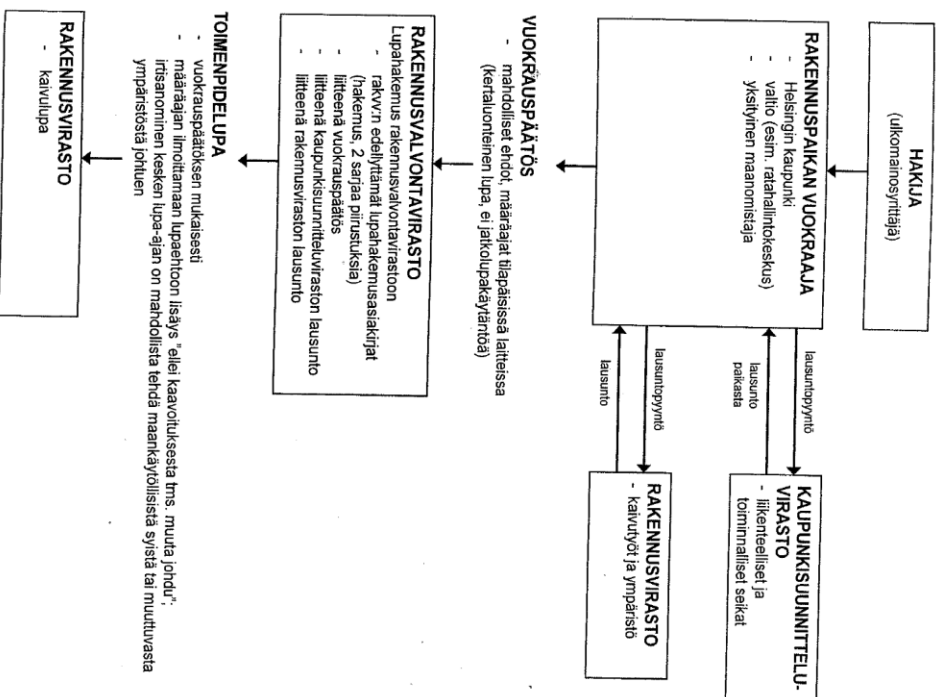 HAKIJA
(ulkomainosyrittäjä)
RAKENNUSPAIKAN VUOKRAAJA
- Helsingin kaupunki
- valtio (esim. ratahallintokeskus)
- yksityinen maanomistaja
lausuntopyyntö
lausunto
paikasta
KAUPUNKISUUNNITTELU-
VIRASTO
- liikenteelliset ja
toiminnalliset seikat
lausuntopyyntö
lausunto
RAKENNUSVIRASTO
- kaivutyöt ja ympäristö
VUOKRAUSPÄÄTÖS
- mahdolliset ehdot, määräajat tilapäisissä laitteissa
(kertaluonteinen lupa, ei jatkolupakäytäntöä)
RAKENNUSVALVONTAVIRASTO
Lupahakemus rakennusvalvontavirastoon
- rakvv:n edellyttämät lupahakemusasiakirjat
(hakemus, 2 sarjaa piirustuksia)
- liitteenä vuokrauspäätös
- liitteenä kaupunkisuunnitteluviraston lausunto
- liitteenä rakennusviraston lausunto
TOIMENPIDELUPA
- vuokrauspäätöksen mukaisesti
- määräajan ilmoittamaan lupaehtoon lisäys "ellei kaavoituksesta tms. muuta johdu";
irtisanominen kesken lupa-ajan on mahdollista tehdä maankäytöllisistä syistä tai muuttuvasta
ympäristöstä johtuen
RAKENNUSVIRASTO
- kaivulupa